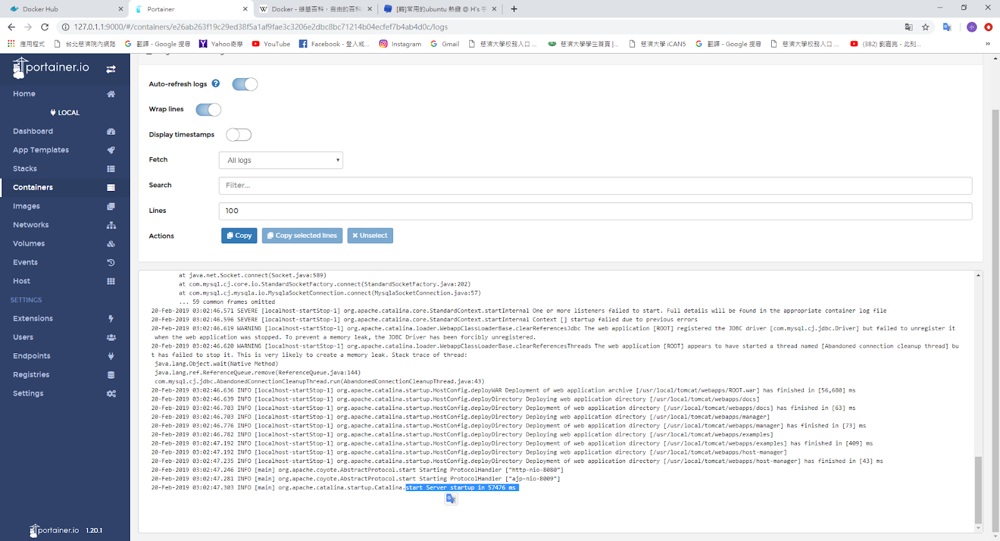 Docker Hub
Portainer
Docker - 維基百科，自由的百科
[轉]常用的ubuntu 熱鍵 @ H's 手
127.0.1.1:9000/#/containers/e26ab263f19c29ed38f5a1af9fae3c3206e2dbc8bc71214b04ecfef7b4ab4d0c/logs
應用程式
台北慈濟院內網路
翻譯 - Google 搜尋
Yahoo奇摩
YouTube
Facebook - 登入或...
Instagram
Gmail
慈濟大學校務入口 ...
慈濟大學學生首頁 |...
慈濟大學 iCAN5
翻譯 - Google 搜尋
慈濟大學校務入口 ...
(382) 劉嘉亮 - 此刻...
portainer.io
Home
LOCAL
Dashboard
App Templates
Stacks
Containers
Images
Networks
Volumes
Events
Host
SETTINGS
Extensions
Users
Endpoints
Registries
Settings
portainer.io 1.20.1
Auto-refresh logs
Wrap lines
Display timestamps
Fetch All logs
Search Filter...
Lines 100
Actions Copy Copy selected lines Unselect
at java.net.Socket.connect(Socket.java:589)
at com.mysql.cj.core.io.StandardSocketFactory.connect(StandardSocketFactory.java:202)
at com.mysql.cj.mysqla.io.MysqlaSocketConnection.connect(MysqlaSocketConnection.java:57)
... 59 common frames omitted
20-Feb-2019 03:02:46.571 SEVERE [localhost-startStop-1] org.apache.catalina.core.StandardContext.startInternal One or more listeners failed to start. Full details will be found in the appropriate container log file
20-Feb-2019 03:02:46.596 SEVERE [localhost-startStop-1] org.apache.catalina.core.StandardContext.startInternal Context [] startup failed due to previous errors
20-Feb-2019 03:02:46.619 WARNING [localhost-startStop-1] org.apache.catalina.loader.WebappClassLoaderBase.clearReferencesJdbc The web application [ROOT] registered the JDBC driver [com.mysql.cj.jdbc.Driver] but failed to unregister it
when the web application was stopped. To prevent a memory leak, the JDBC Driver has been forcibly unregistered.
20-Feb-2019 03:02:46.620 WARNING [localhost-startStop-1] org.apache.catalina.loader.WebappClassLoaderBase.clearReferencesThreads The web application [ROOT] appears to have started a thread named [Abandoned connection cleanup thread] bu
t has failed to stop it. This is very likely to create a memory leak. Stack trace of thread:
java.lang.Object.wait(Native Method)
java.lang.ref.ReferenceQueue.remove(ReferenceQueue.java:144)
com.mysql.cj.jdbc.AbandonedConnectionCleanupThread.run(AbandonedConnectionCleanupThread.java:43)
20-Feb-2019 03:02:46.636 INFO [localhost-startStop-1] org.apache.catalina.startup.HostConfig.deployWAR Deployment of web application archive [/usr/local/tomcat/webapps/ROOT.war] has finished in [56,680] ms
20-Feb-2019 03:02:46.639 INFO [localhost-startStop-1] org.apache.catalina.startup.HostConfig.deployDirectory Deploying web application directory [/usr/local/tomcat/webapps/docs]
20-Feb-2019 03:02:46.703 INFO [localhost-startStop-1] org.apache.catalina.startup.HostConfig.deployDirectory Deployment of web application directory [/usr/local/tomcat/webapps/docs] has finished in [63] ms
20-Feb-2019 03:02:46.703 INFO [localhost-startStop-1] org.apache.catalina.startup.HostConfig.deployDirectory Deploying web application directory [/usr/local/tomcat/webapps/manager]
20-Feb-2019 03:02:46.776 INFO [localhost-startStop-1] org.apache.catalina.startup.HostConfig.deployDirectory Deployment of web application directory [/usr/local/tomcat/webapps/manager] has finished in [73] ms
20-Feb-2019 03:02:46.782 INFO [localhost-startStop-1] org.apache.catalina.startup.HostConfig.deployDirectory Deploying web application directory [/usr/local/tomcat/webapps/examples]
20-Feb-2019 03:02:47.192 INFO [localhost-startStop-1] org.apache.catalina.startup.HostConfig.deployDirectory Deployment of web application directory [/usr/local/tomcat/webapps/examples] has finished in [409] ms
20-Feb-2019 03:02:47.192 INFO [localhost-startStop-1] org.apache.catalina.startup.HostConfig.deployDirectory Deploying web application directory [/usr/local/tomcat/webapps/host-manager]
20-Feb-2019 03:02:47.235 INFO [localhost-startStop-1] org.apache.catalina.startup.HostConfig.deployDirectory Deployment of web application directory [/usr/local/tomcat/webapps/host-manager] has finished in [43] ms
20-Feb-2019 03:02:47.246 INFO [main] org.apache.coyote.AbstractProtocol.start Starting ProtocolHandler ["http-nio-8080"]
20-Feb-2019 03:02:47.281 INFO [main] org.apache.coyote.AbstractProtocol.start Starting ProtocolHandler ["ajp-nio-8009"]
20-Feb-2019 03:02:47.303 INFO [main] org.apache.catalina.startup.Catalina.start Server startup in 57476 ms